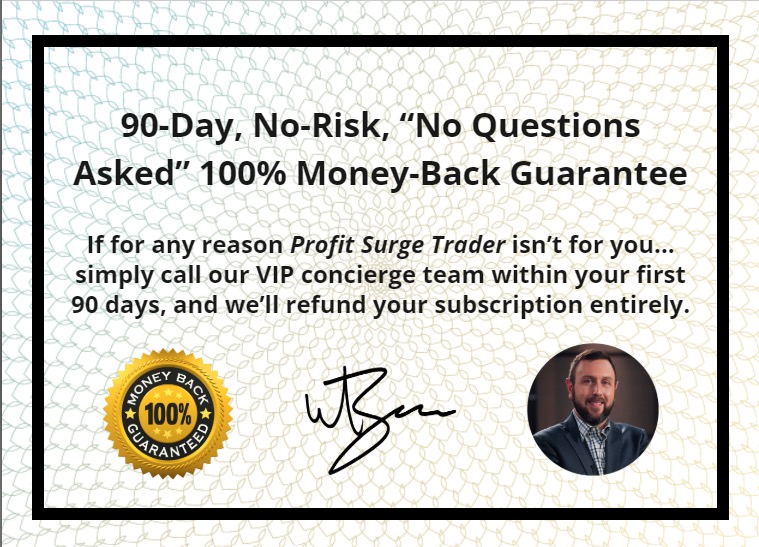 90-Day, No-Risk, “No Questions
Asked” 100% Money-Back Guarantee
If for any reason Profit Surge Trader isn’t for you...
simply call our VIP concierge team within your first
90 days, and we’ll refund your subscription entirely.
MONEY BACK
100%
GUARANTEED